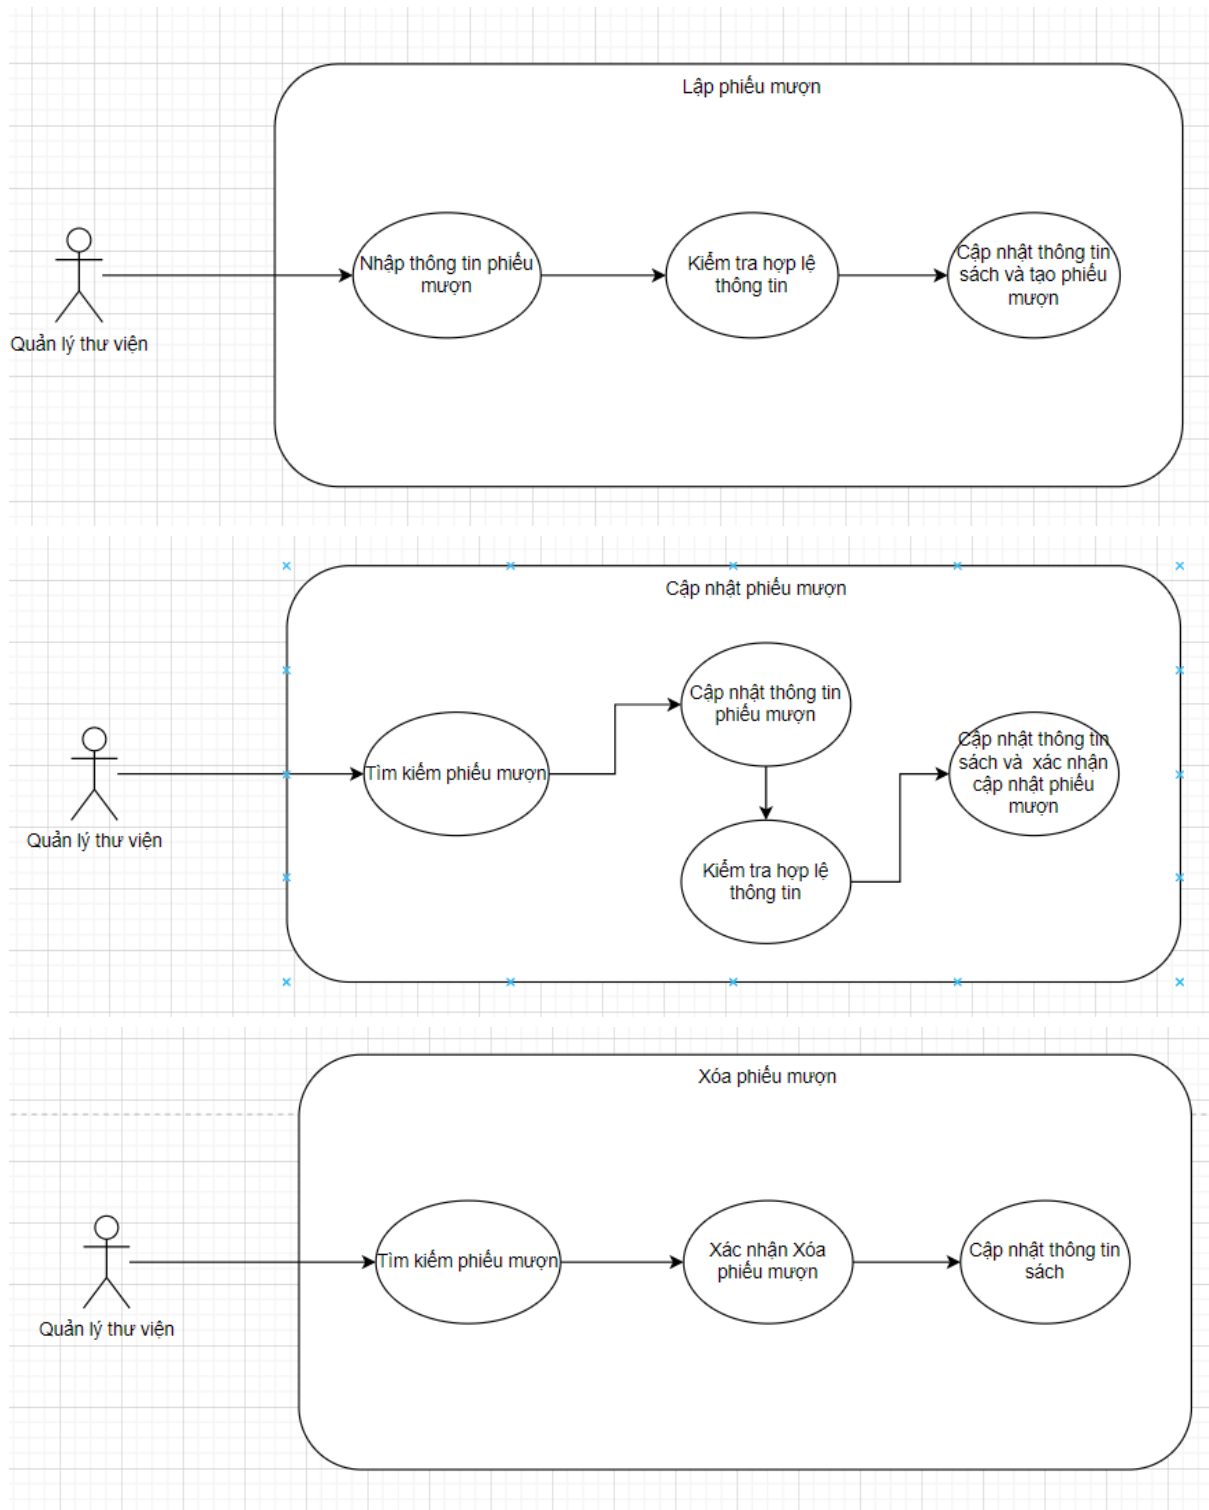 Lập phiếu mượn
Nhập thông tin phiếu
mượn
Kiểm tra hợp lệ
thông tin
Cập nhật thông tin
sách và tạo phiếu
mượn
Quản lý thư viện
Cập nhật phiếu mượn
Tìm kiếm phiếu mượn
Cập nhật thông tin
phiếu mượn
Kiểm tra hợp lệ
thông tin
Cập nhật thông tin
sách và xác nhận
cập nhật phiếu
mượn
Quản lý thư viện
Xóa phiếu mượn
Tìm kiếm phiếu mượn
Xác nhận Xóa
phiếu mượn
Cập nhật thông tin
sách
Quản lý thư viện